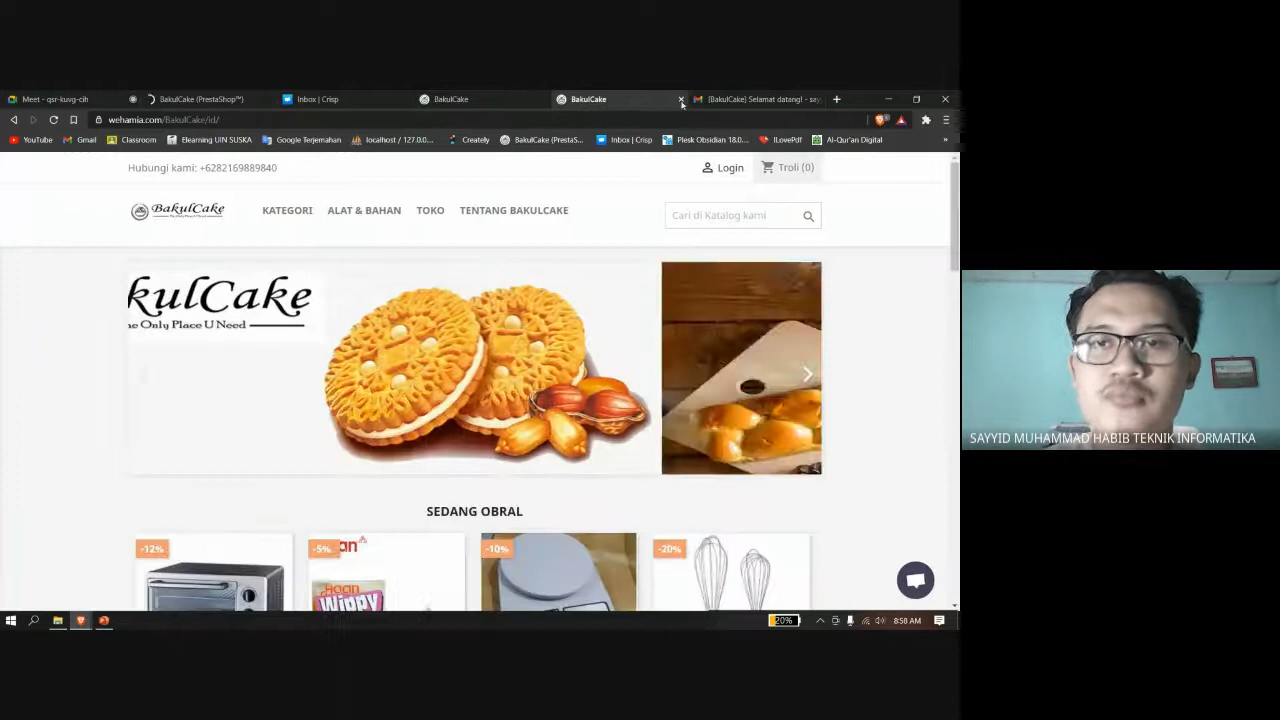 Meet - qsr-kuvg-cih
BakulCake (PrestaShop™)
Inbox | Crisp
BakulCake
BakulCake
[BakulCake] Selamat datang! - say
wehamia.com/BakulCake/id/
YouTube
Gmail
Classroom
Elearning UIN SUSKA
Google Terjemahan
localhost / 127.0.0....
Creately
BakulCake (PrestaS...
Inbox | Crisp
Plesk Obsidian 18.0....
ILovePdf
Al-Qur'an Digital
Hubungi kami: +6282169889840
Login
Troli (0)
BakulCake
KATEGORI
ALAT & BAHAN
TOKO
TENTANG BAKULCAKE
Cari di Katalog kami
kulCake
ne Only Place U Need
SEDANG OBRAL
-12%
-5%
-10%
-20%
Haan
Wippy
20%
8:58 AM
SAYYID MUHAMMAD HABIB TEKNIK INFORMATIKA